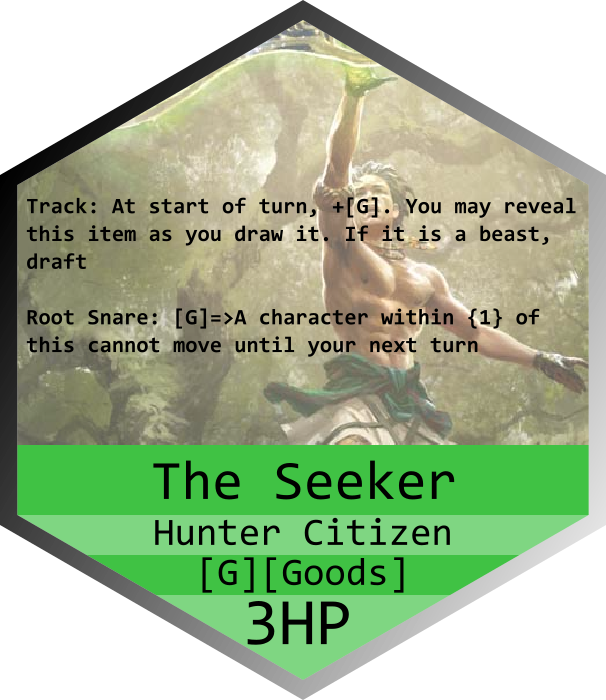 Track: At start of turn, +[G]. You may reveal
this item as you draw it. If it is a beast,
draft
Root Snare: [G]=>A character within {1} of
this cannot move until your next turn
The Seeker
Hunter Citizen
[G][Goods]
3HP